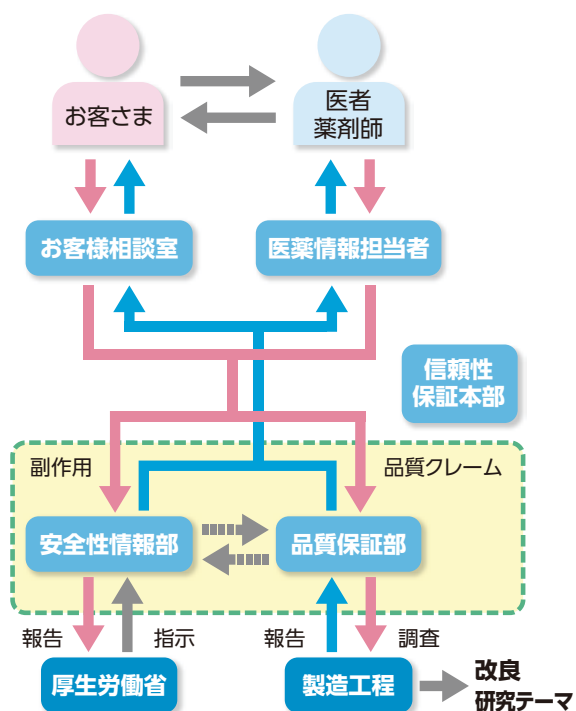 お客さま
医者
薬剤師
お客様相談室
医薬情報担当者
信頼性
保証本部
副作用
品質クレーム
安全性情報部
品質保証部
報告
指示
報告
調査
厚生労働省
製造工程
改良
研究テーマ